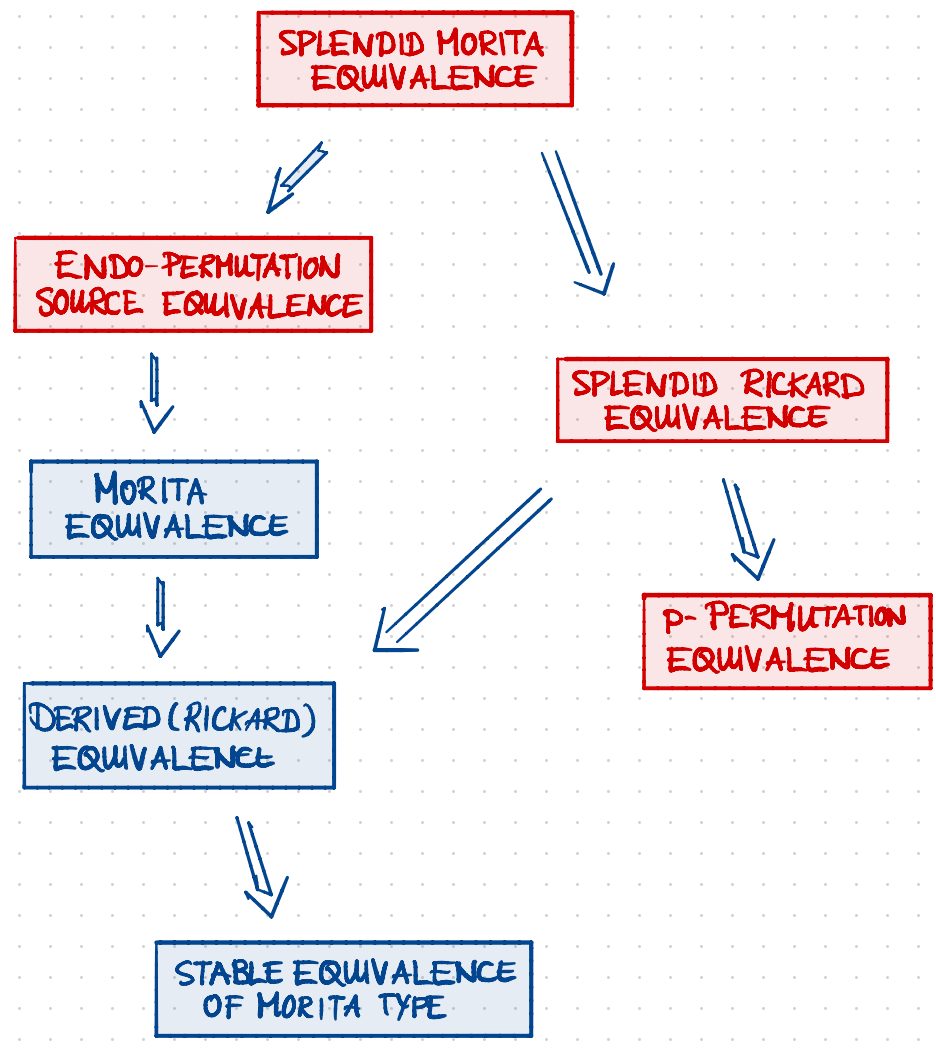 SPLENDID MORITA
EQUIVALENCE
ENDO-PERMUTATION
SOURCE EQUIVALENCE
SPLENDID RICKARD
EQUIVALENCE
MORITA
EQUIVALENCE
p-PERMUTATION
EQUIVALENCE
DERIVED (RICKARD)
EQUIVALENCE
STABLE EQUIVALENCE
OF MORITA TYPE